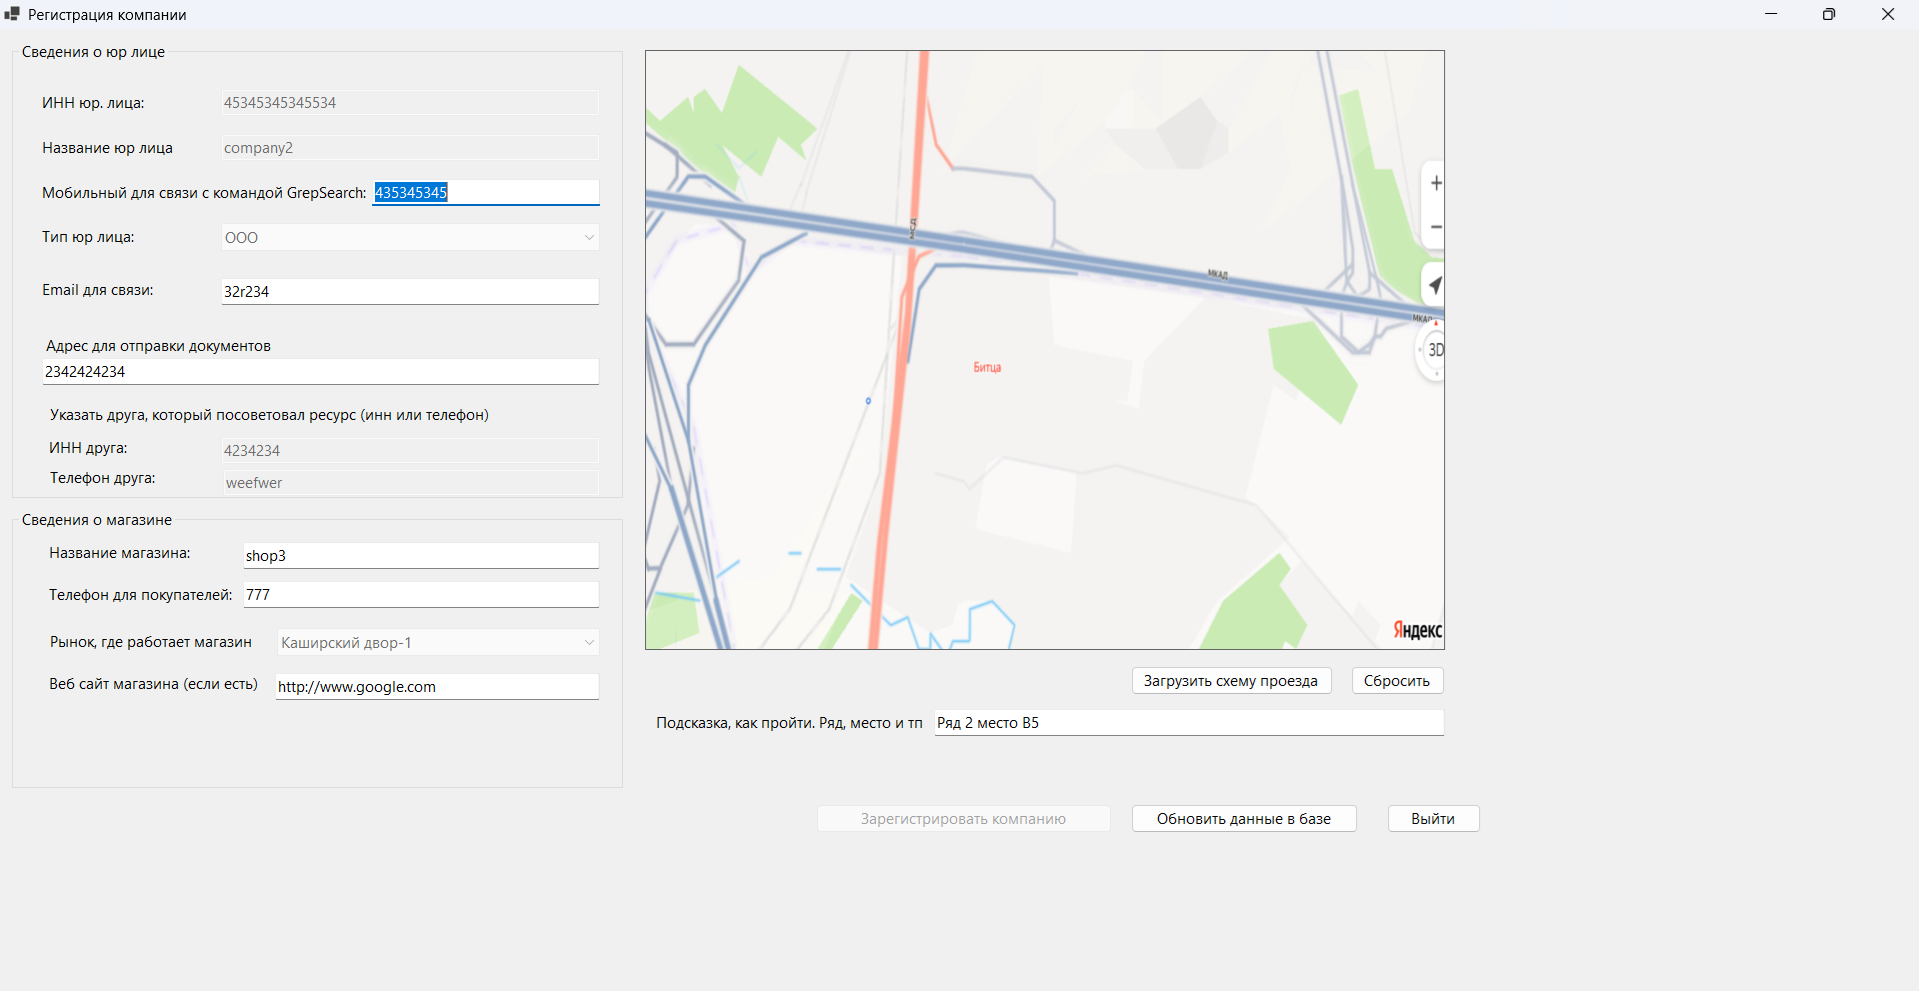 Регистрация компании
Сведения о юр лице
ИНН юр. лица: 45345345345534
Название юр лица company2
Мобильный для связи с командой GrepSearch: 435345345
Тип юр лица: ООО
Email для связи: 32r234
Адрес для отправки документов
2342424234
Указать друга, который посоветовал ресурс (инн или телефон)
ИНН друга: 4234234
Телефон друга: weefwer
Сведения о магазине
Название магазина: shop3
Телефон для покупателей: 777
Рынок, где работает магазин Каширский двор-1
Веб сайт магазина (если есть) http://www.google.com
МКАД
МКАД
3D
Битца
Яндекс
Загрузить схему проезда Сбросить
Подсказка, как пройти. Ряд, место и тп Ряд 2 место В5
Зарегистрировать компанию Обновить данные в базе Выйти